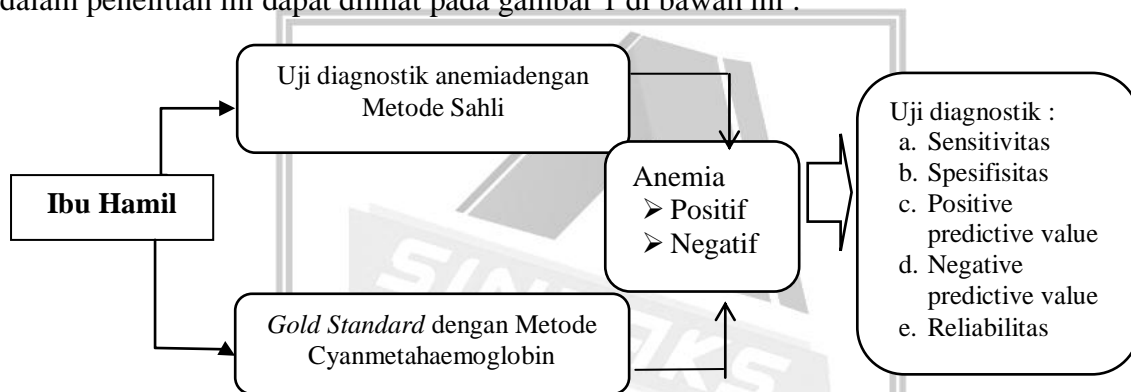 dalam penelitian ini dapat dilihat pada gambar 1 di bawah ini :
Uji diagnostik anemiadengan
Metode Sahli
Ibu Hamil
Anemia
➢ Positif
➢ Negatif
Gold Standard dengan Metode
Cyanmetahaemoglobin
Uji diagnostik :
a. Sensitivitas
b. Spesifisitas
c. Positive
predictive value
d. Negative
predictive value
e. Reliabilitas